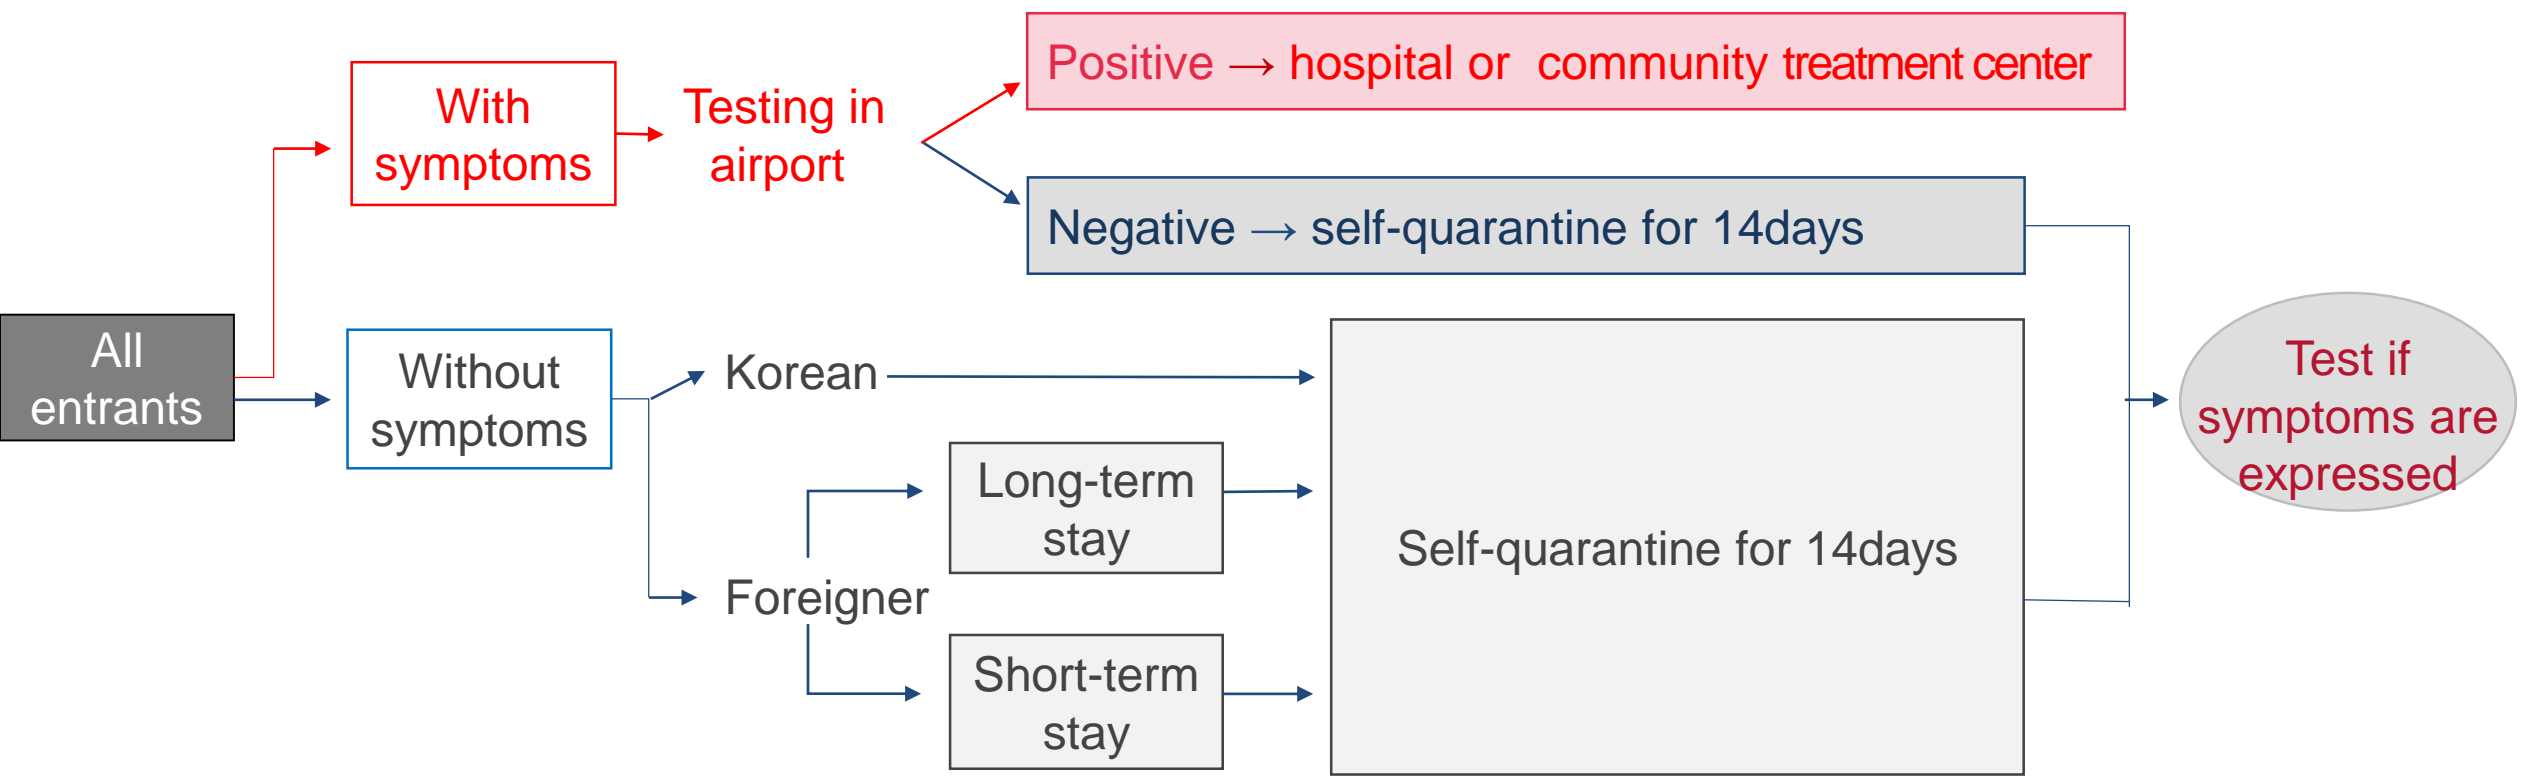 All
entrants
With
symptoms
Testing in
airport
Positive → hospital or community treatment center
Negative → self-quarantine for 14days
Without
symptoms
Korean
Foreigner
Long-term
stay
Short-term
stay
Self-quarantine for 14days
Test if
symptoms are
expressed